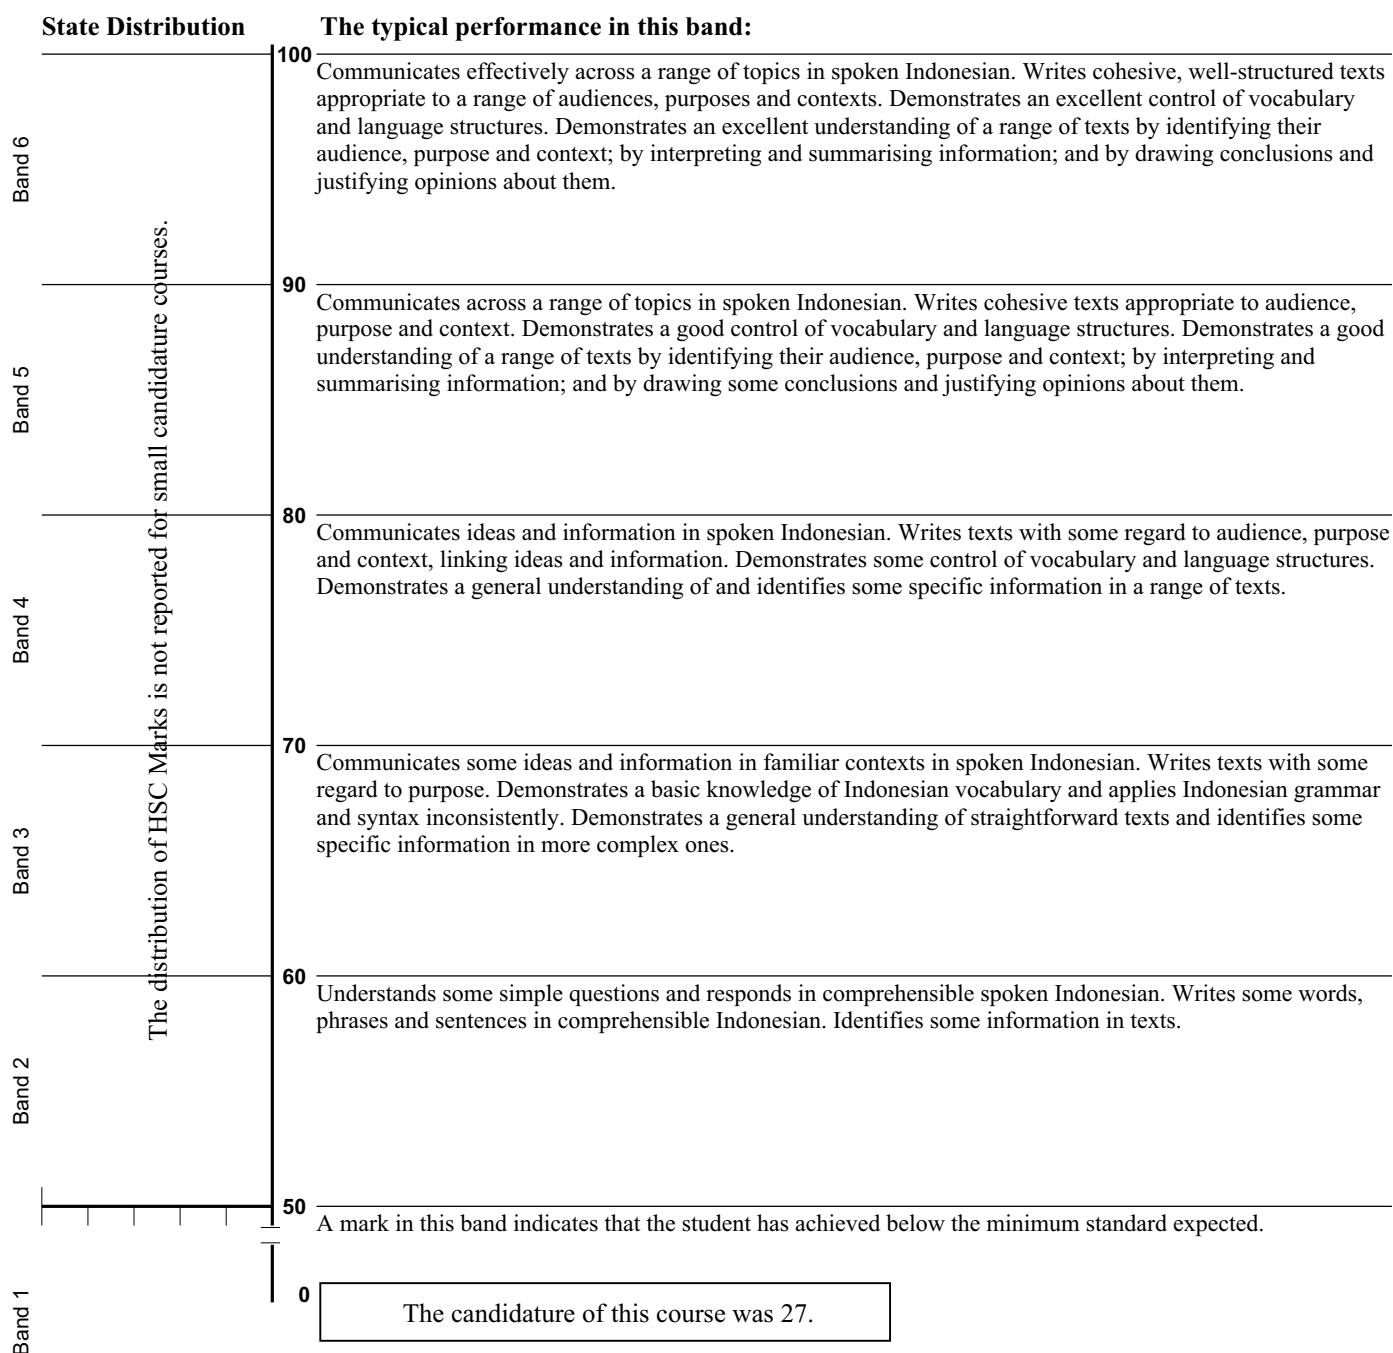 State Distribution
The typical performance in this band:
100
Communicates effectively across a range of topics in spoken Indonesian. Writes cohesive, well-structured texts
appropriate to a range of audiences, purposes and contexts. Demonstrates an excellent control of vocabulary
and language structures. Demonstrates an excellent understanding of a range of texts by identifying their
audience, purpose and context; by interpreting and summarising information; and by drawing conclusions and
justifying opinions about them.
Band 6
90
Communicates across a range of topics in spoken Indonesian. Writes cohesive texts appropriate to audience,
purpose and context. Demonstrates a good control of vocabulary and language structures. Demonstrates a good
understanding of a range of texts by identifying their audience, purpose and context; by interpreting and
summarising information; and by drawing some conclusions and justifying opinions about them.
Band 5
80
Communicates ideas and information in spoken Indonesian. Writes texts with some regard to audience, purpose
and context, linking ideas and information. Demonstrates some control of vocabulary and language structures.
Demonstrates a general understanding of and identifies some specific information in a range of texts.
Band 4
The distribution of HSC Marks is not reported for small candidature courses.
70
Communicates some ideas and information in familiar contexts in spoken Indonesian. Writes texts with some
regard to purpose. Demonstrates a basic knowledge of Indonesian vocabulary and applies Indonesian grammar
and syntax inconsistently. Demonstrates a general understanding of straightforward texts and identifies some
specific information in more complex ones.
Band 3
60
Understands some simple questions and responds in comprehensible spoken Indonesian. Writes some words,
phrases and sentences in comprehensible Indonesian. Identifies some information in texts.
Band 2
50
A mark in this band indicates that the student has achieved below the minimum standard expected.
0
Band 1
The candidature of this course was 27.